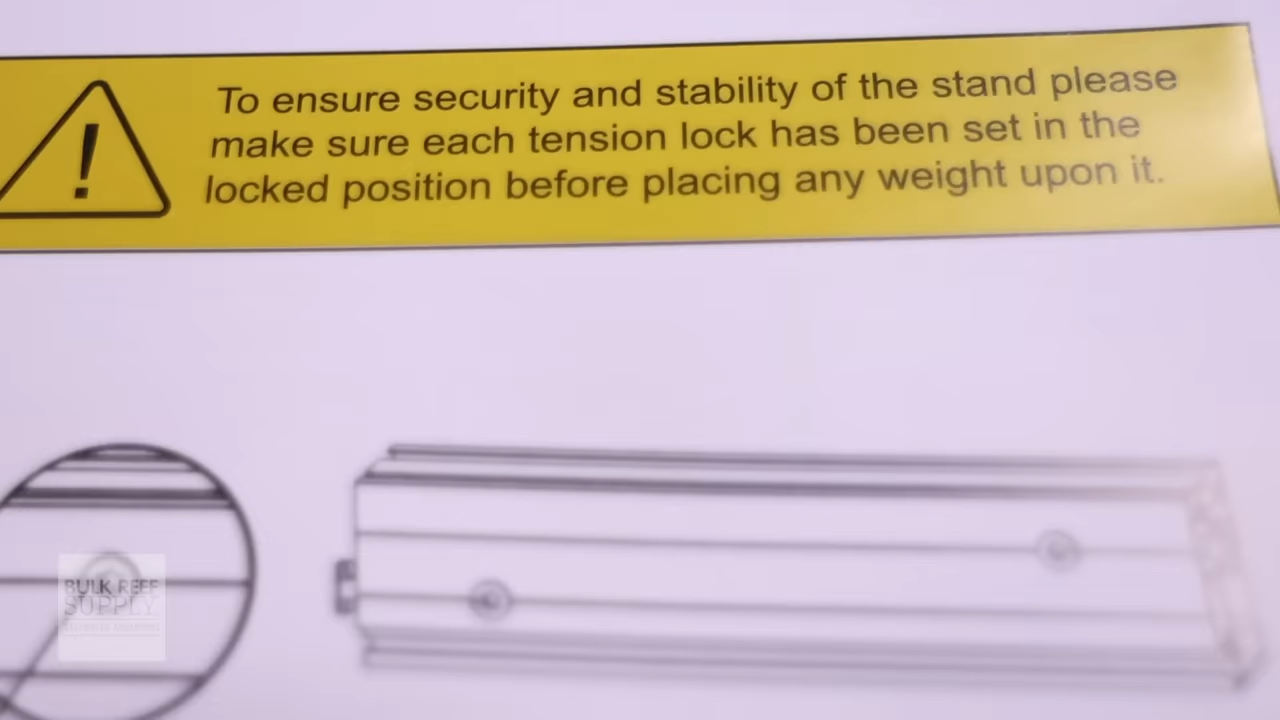 To ensure security and stability of the stand please
make sure each tension lock has been set in the
locked position before placing any weight upon it.
BULK REEF
SUPPLY